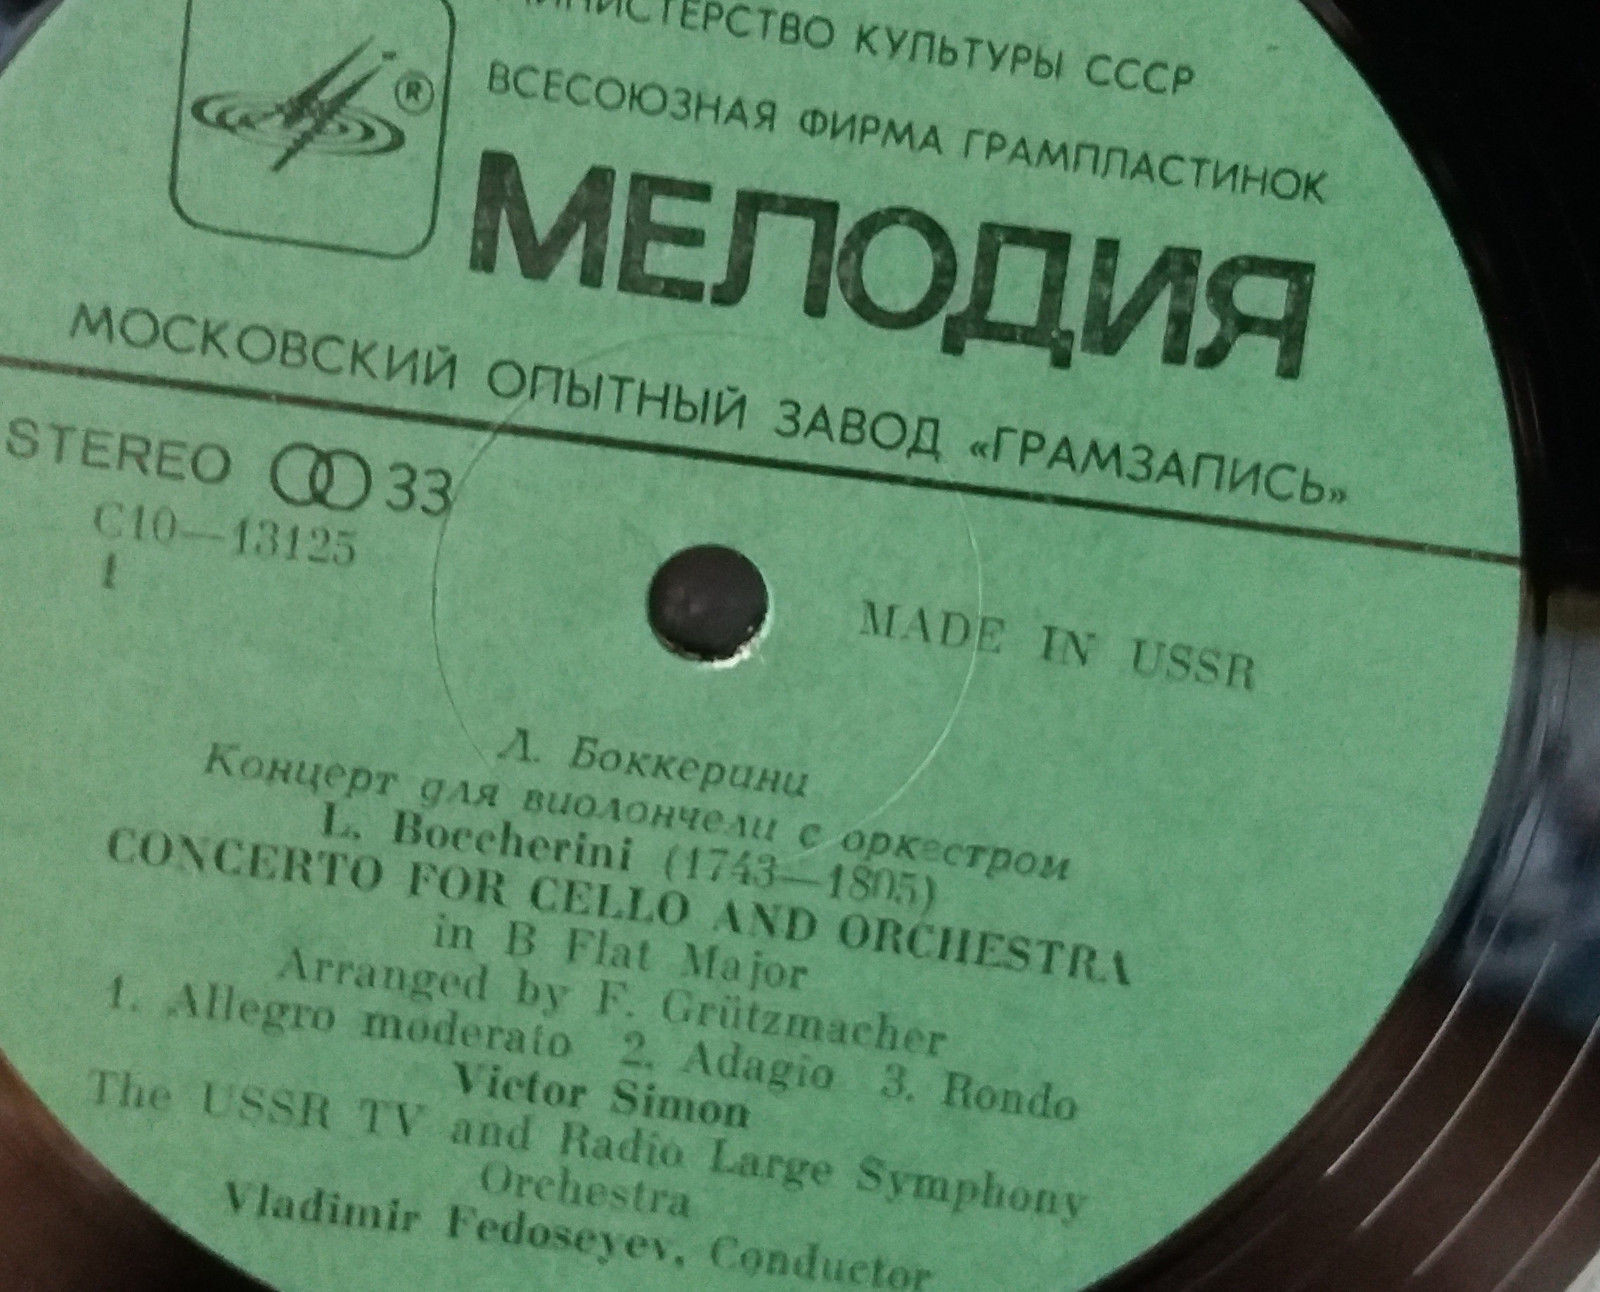 МИНИСТЕРСТВО КУЛЬТУРЫ СССР
ВСЕСОЮЗНАЯ ФИРМА ГРАМПЛАСТИНОК
®
МЕЛОДИЯ
МОСКОВСКИЙ ОПЫТНЫЙ ЗАВОД «ГРАМЗАПИСЬ»
STEREO 33
С10—13125
1
MADE IN USSR
Л. Боккерини
Концерт для виолончели с оркестром
L. Boccherini (1743—1805)
CONCERTO FOR CELLO AND ORCHESTRA
in B Flat Major
Arranged by F. Grützmacher
1. Allegro moderato 2. Adagio 3. Rondo
Victor Simon
The USSR TV and Radio Large Symphony
Orchestra
Vladimir Fedoseyev, Conductor